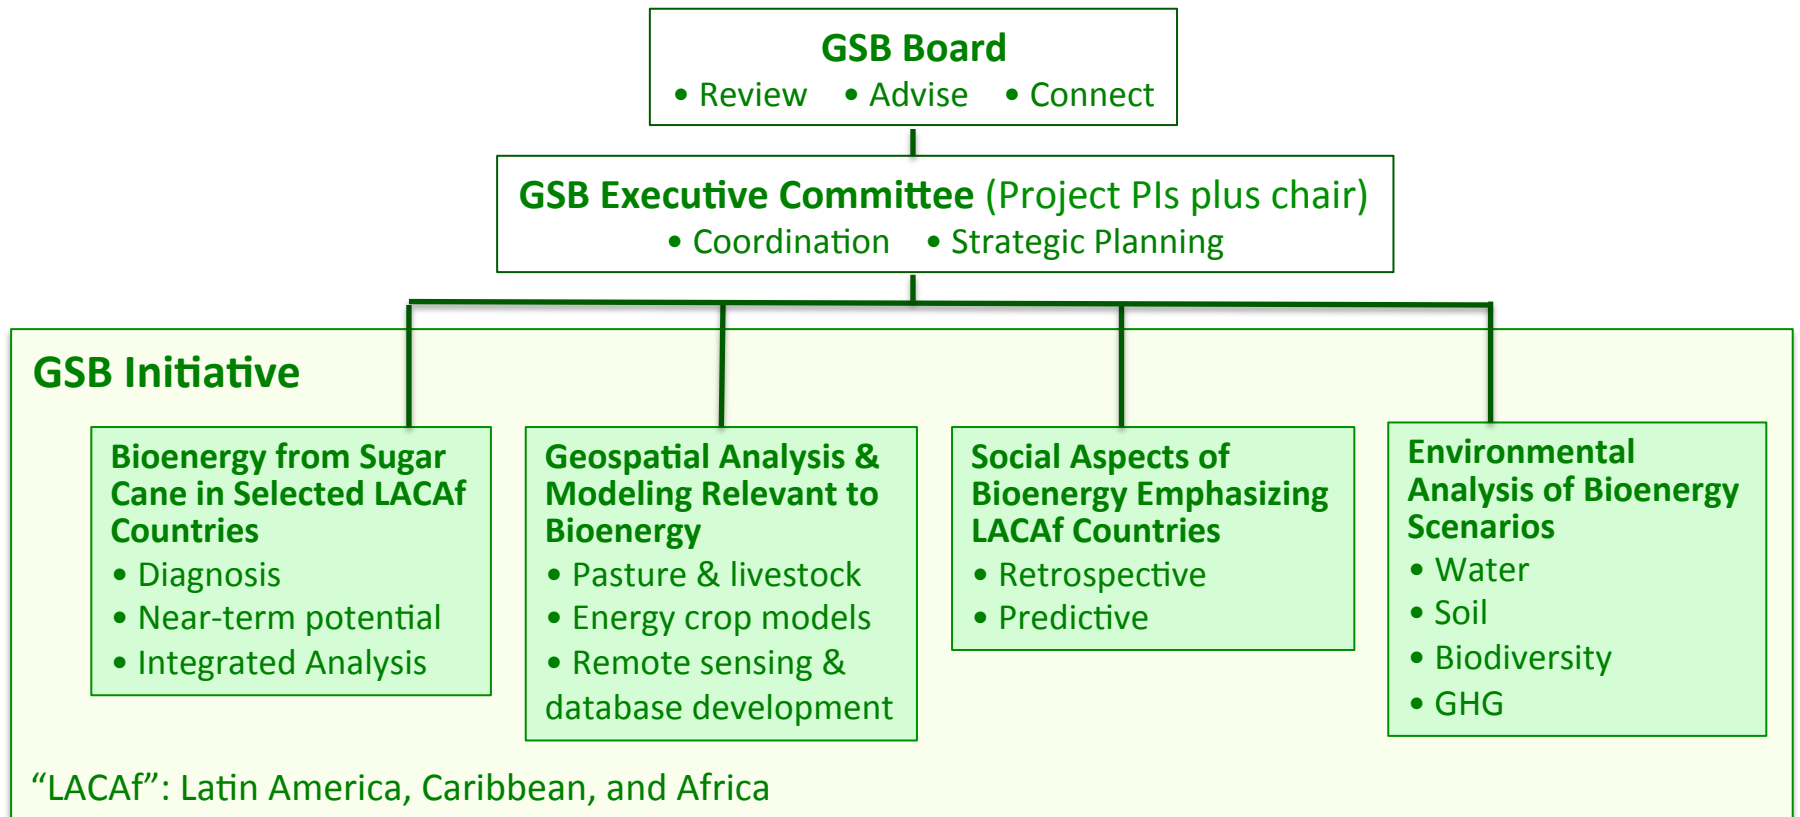 GSB Board
• Review • Advise • Connect
GSB Executive Committee (Project PIs plus chair)
• Coordination • Strategic Planning
GSB Initiative
Bioenergy from Sugar
Cane in Selected LACAf
Countries
• Diagnosis
• Near-term potential
• Integrated Analysis
Geospatial Analysis &
Modeling Relevant to
Bioenergy
• Pasture & livestock
• Energy crop models
• Remote sensing &
database development
Social Aspects of
Bioenergy Emphasizing
LACAf Countries
• Retrospective
• Predictive
Environmental
Analysis of Bioenergy
Scenarios
• Water
• Soil
• Biodiversity
• GHG
“LACAf”: Latin America, Caribbean, and Africa